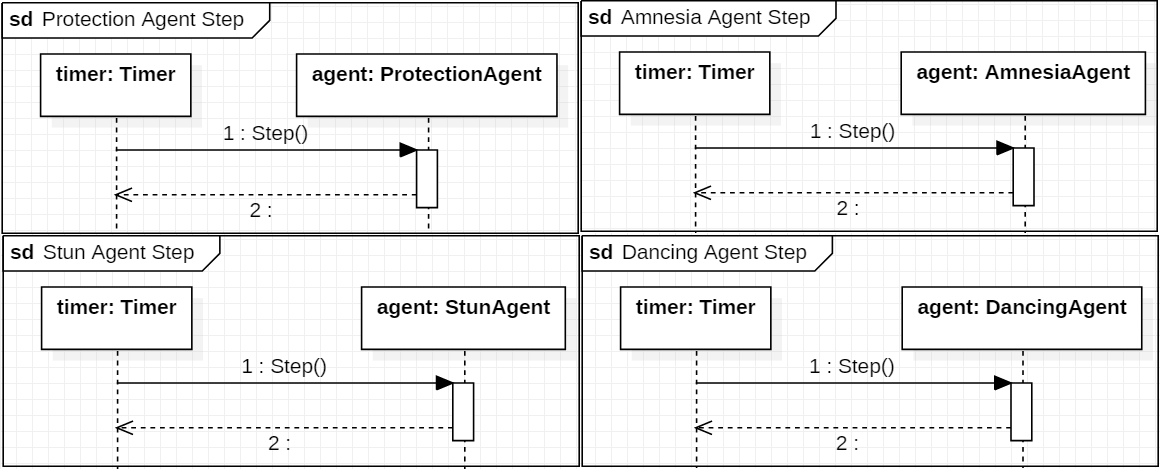 sd Protection Agent Step
timer: Timer
agent: ProtectionAgent
1 : Step()
2 :
sd Amnesia Agent Step
timer: Timer
agent: AmnesiaAgent
1 : Step()
2 :
sd Stun Agent Step
timer: Timer
agent: StunAgent
1 : Step()
2 :
sd Dancing Agent Step
timer: Timer
agent: DancingAgent
1 : Step()
2 :